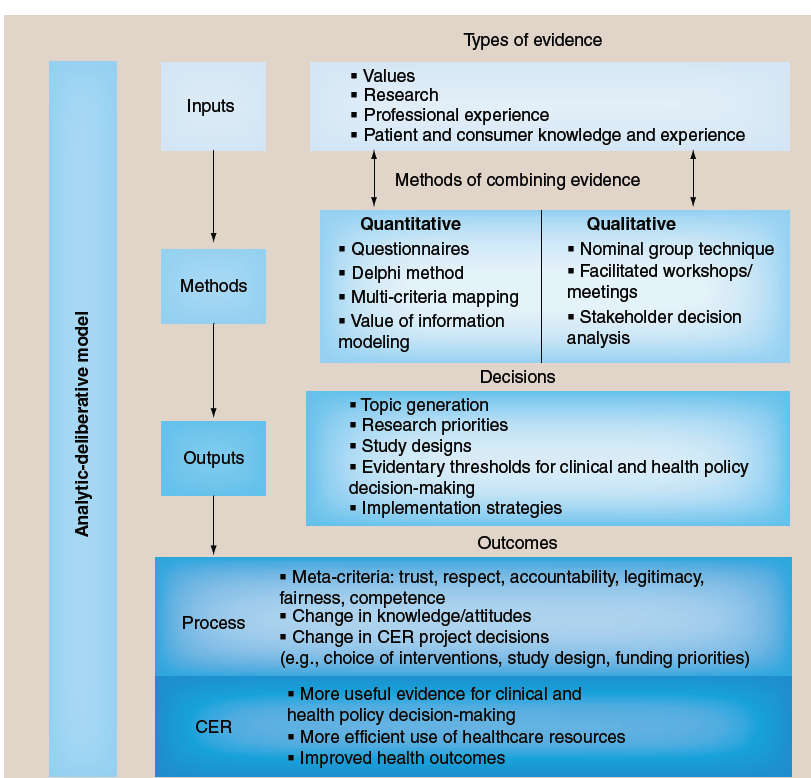 Types of evidence
Inputs
▪ Values
▪ Research
▪ Professional experience
▪ Patient and consumer knowledge and experience
Methods of combining evidence
Methods
Quantitative
▪ Questionnaires
▪ Delphi method
▪ Multi-criteria mapping
▪ Value of information
modeling
Qualitative
▪ Nominal group technique
▪ Facilitated workshops/
meetings
▪ Stakeholder decision
analysis
Decisions
Outputs
▪ Topic generation
▪ Research priorities
▪ Study designs
▪ Evidentary thresholds for clinical and health policy
decision-making
▪ Implementation strategies
Outcomes
Process
▪ Meta-criteria: trust, respect, accountability, legitimacy,
fairness, competence
▪ Change in knowledge/attitudes
▪ Change in CER project decisions
(e.g., choice of interventions, study design, funding priorities)
CER
▪ More useful evidence for clinical and
health policy decision-making
▪ More efficient use of healthcare resources
▪ Improved health outcomes
Analytic-deliberative model